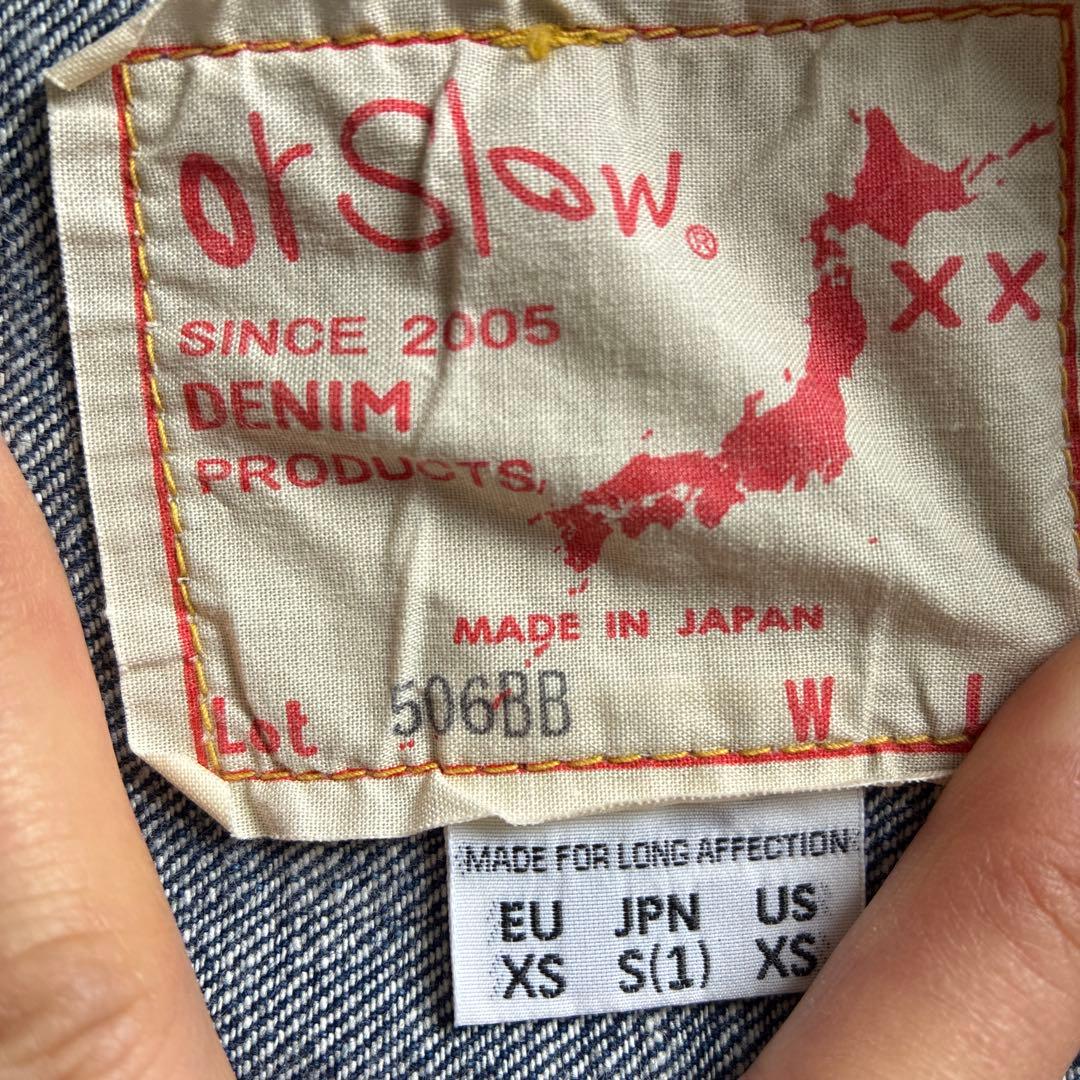 orSlow®
XX
SINCE 2005
DENIM
PRODUCTS,
MADE IN JAPAN
Lot 506BB W L
MADE FOR LONG AFFECTION
EU JPN US
XS S(1) XS